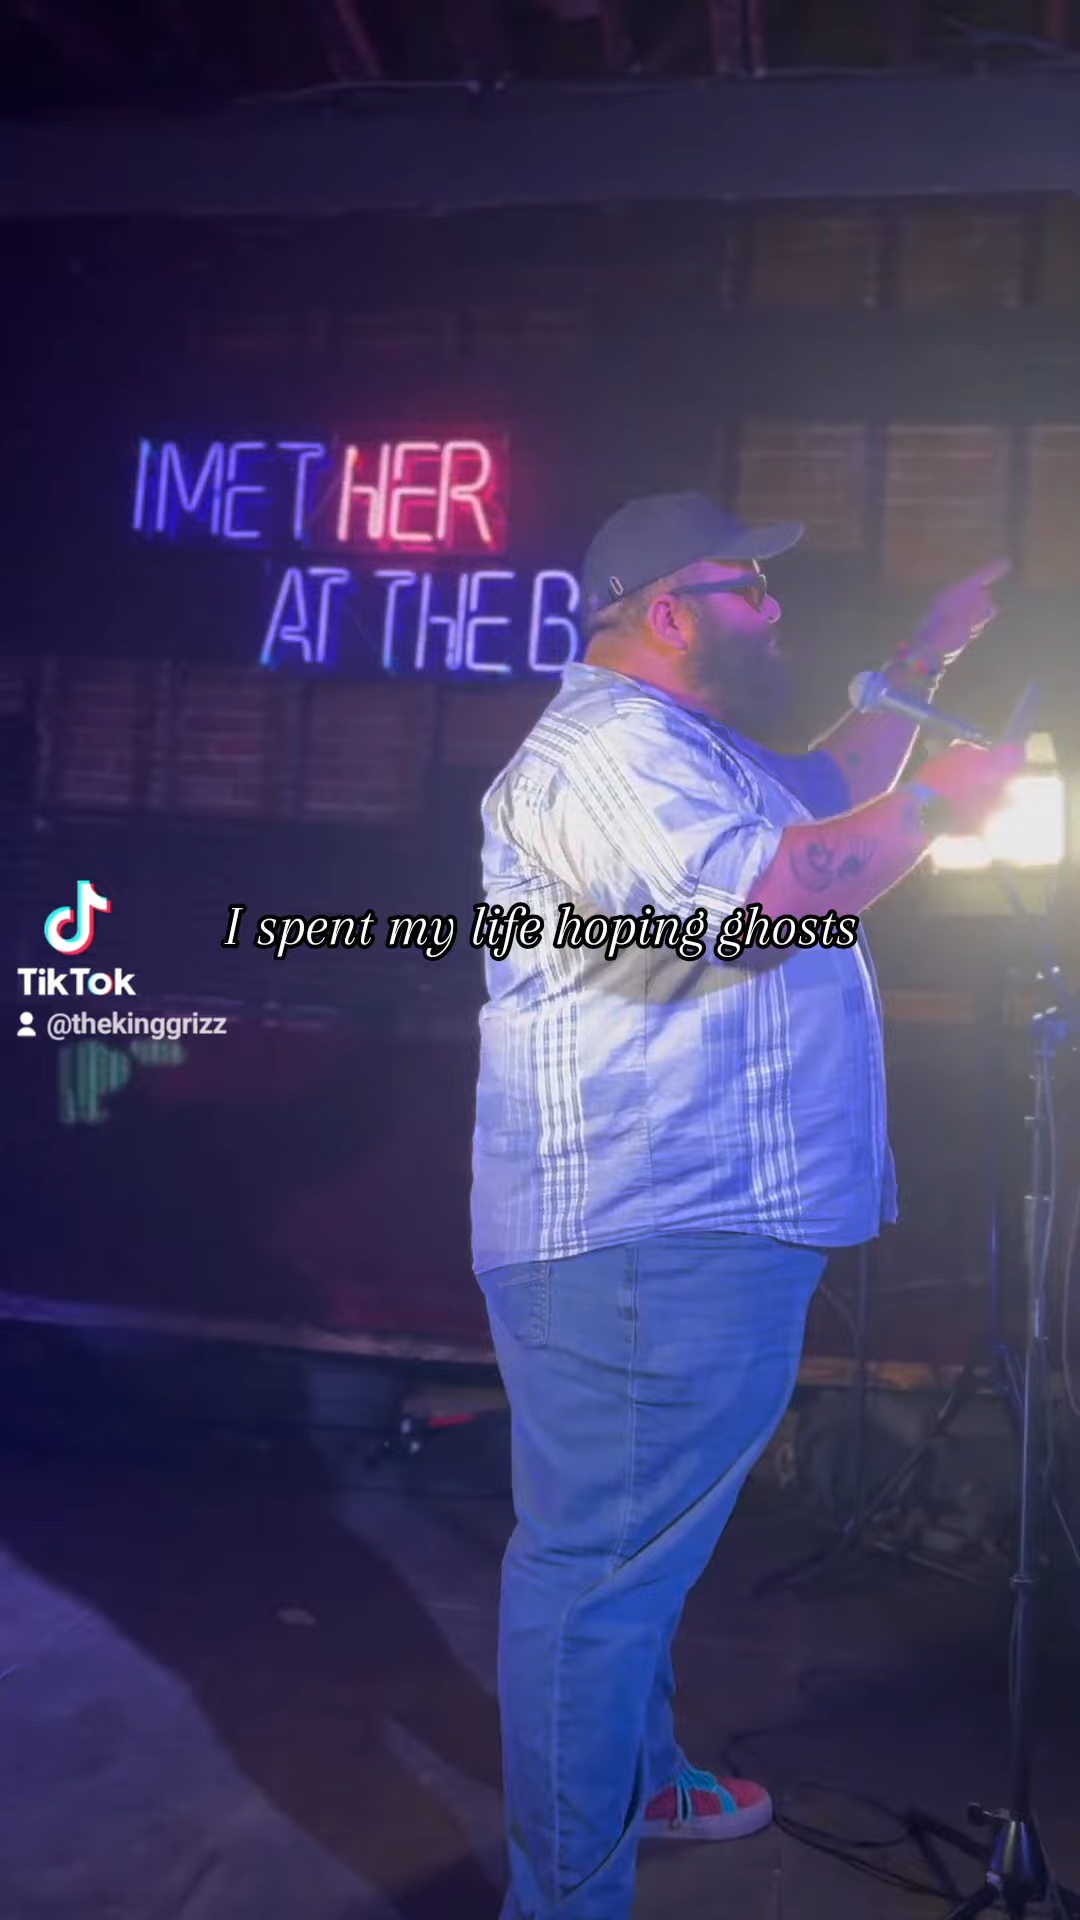 I MET HER
AT THE B
I spent my life hoping ghosts
TikTok
@thekinggrizz